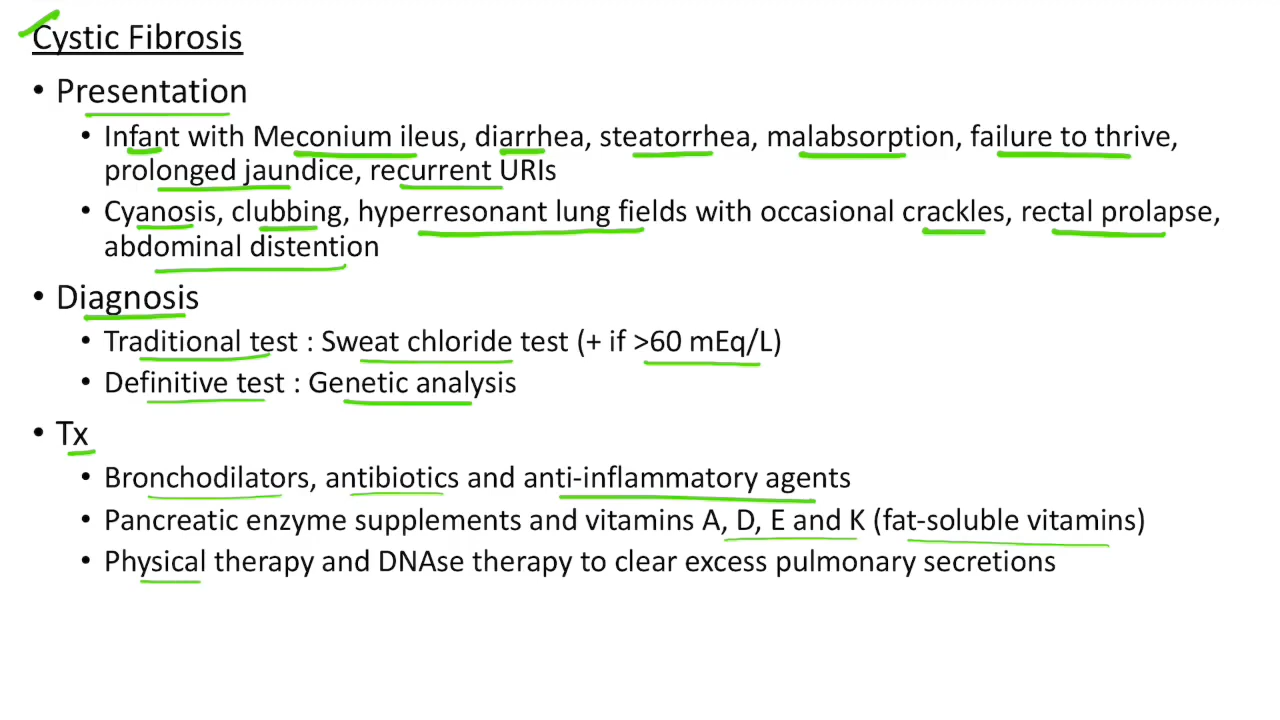 Cystic Fibrosis
• Presentation
• Infant with Meconium ileus, diarrhea, steatorrhea, malabsorption, failure to thrive,
prolonged jaundice, recurrent URIs
• Cyanosis, clubbing, hyperresonant lung fields with occasional crackles, rectal prolapse,
abdominal distention
• Diagnosis
• Traditional test : Sweat chloride test (+ if >60 mEq/L)
• Definitive test : Genetic analysis
• Tx
• Bronchodilators, antibiotics and anti-inflammatory agents
• Pancreatic enzyme supplements and vitamins A, D, E and K (fat-soluble vitamins)
• Physical therapy and DNAse therapy to clear excess pulmonary secretions